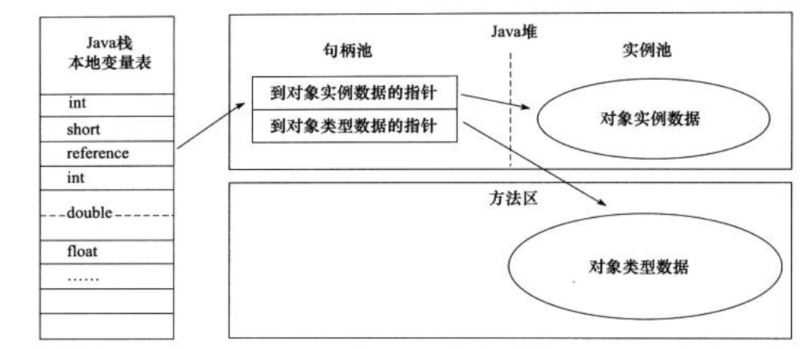 Java栈
本地变量表
int
short
reference
int
double
float
……
Java堆
句柄池
实例池
到对象实例数据的指针
到对象类型数据的指针
对象实例数据
方法区
对象类型数据